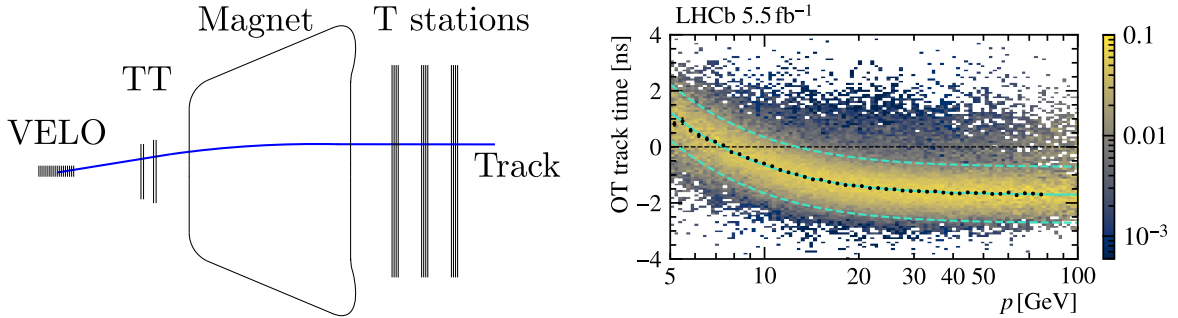 Magnet
T stations
TT
VELO
Track
LHCb 5.5 fb⁻¹
OT track time [ns]
4
2
0
−2
−4
5
10
20
30
40
50
100
p [GeV]
0.1
0.01
10⁻³